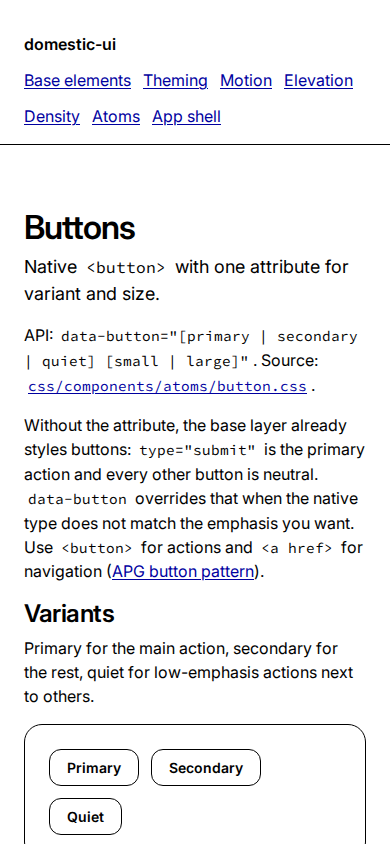 domestic-ui
Base elements Theming Motion Elevation
Density Atoms App shell
Buttons
Native <button> with one attribute for
variant and size.
API: data-button="[primary | secondary
| quiet] [small | large]" . Source:
css/components/atoms/button.css .
Without the attribute, the base layer already
styles buttons: type="submit" is the primary
action and every other button is neutral.
data-button overrides that when the native
type does not match the emphasis you want.
Use <button> for actions and <a href> for
navigation (APG button pattern).
Variants
Primary for the main action, secondary for
the rest, quiet for low-emphasis actions next
to others.
Primary Secondary
Quiet